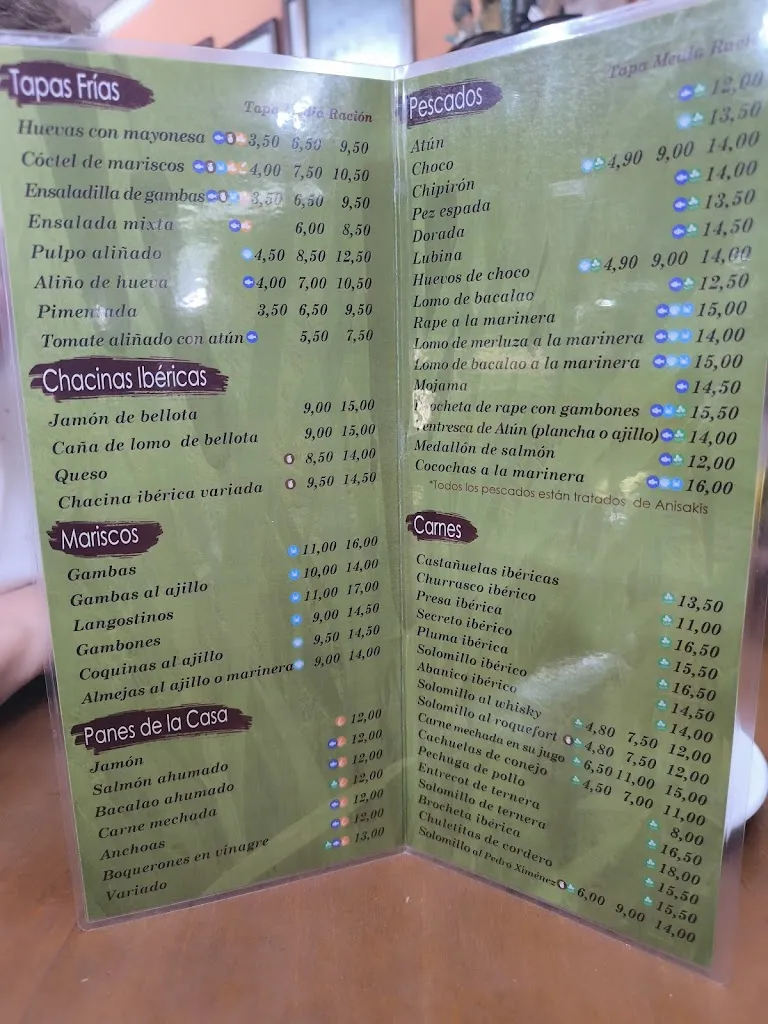 Tapas Frías
Tapa Media Ración
Huevas con mayonesa 3,50 6,50 9,50
Cóctel de mariscos 4,00 7,50 10,50
Ensaladilla de gambas 3,50 6,50 9,50
Ensalada mixta 6,00 8,50
Pulpo aliñado 4,50 8,50 12,50
Aliño de hueva 4,00 7,00 10,50
Pimentada 3,50 6,50 9,50
Tomate aliñado con atún 5,50 7,50
Chacinas Ibéricas
Jamón de bellota 9,00 15,00
Caña de lomo de bellota 9,00 15,00
Queso 8,50 14,00
Chacina ibérica variada 9,50 14,50
Mariscos
Gambas 11,00 16,00
Gambas al ajillo 10,00 14,00
Langostinos 11,00 17,00
Gambones 9,00 14,50
Coquinas al ajillo 9,50 14,50
Almejas al ajillo o marinera 9,00 14,00
Panes de la Casa
Jamón 12,00
Salmón ahumado 12,00
Bacalao ahumado 12,00
Carne mechada 12,00
Anchoas 12,00
Boquerones en vinagre 12,00
Variado 13,00
Pescados
Tapa Media Ración
Atún 12,00
Choco 13,50
Chipirón 4,90 9,00 14,00
Pez espada 14,00
Dorada 13,50
Lubina 14,50
Huevos de choco 4,90 9,00 14,00
Lomo de bacalao 12,50
Rape a la marinera 15,00
Lomo de merluza a la marinera 14,00
Lomo de bacalao a la marinera 15,00
Mojama 14,50
Brocheta de rape con gambones 15,50
Ventresca de Atún (plancha o ajillo) 14,00
Medallón de salmón 12,00
Cocochas a la marinera 16,00
*Todos los pescados están tratados de Anisakis
Carnes
Castañuelas ibéricas 13,50
Churrasco ibérico 11,00
Presa ibérica 16,50
Secreto ibérico 15,50
Pluma ibérica 16,50
Solomillo ibérico 14,50
Abanico ibérico 14,00
Solomillo al whisky 4,80 7,50 12,00
Solomillo al roquefort 4,80 7,50 12,00
Carne mechada en su jugo 6,50 11,00 15,00
Cachuelas de conejo 4,50 7,00 11,00
Pechuga de pollo 8,00
Entrecot de ternera 16,50
Solomillo de ternera 18,00
Brocheta ibérica 15,50
Chuletitas de cordero 15,50
Solomillo al Pedro Ximénez 6,00 9,00 14,00